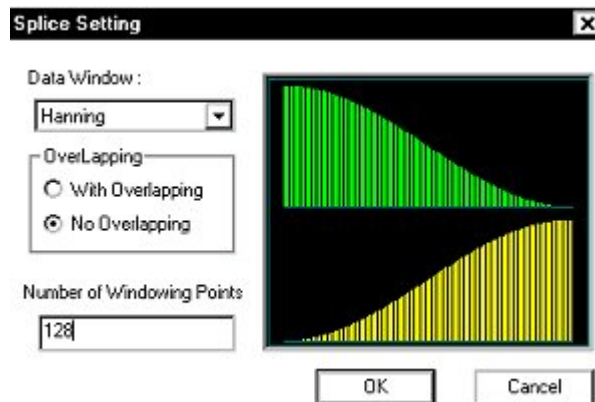 Splice Setting
Data Window :
Hanning
OverLapping
With Overlapping
No Overlapping
Number of Windowing Points
128
OK
Cancel